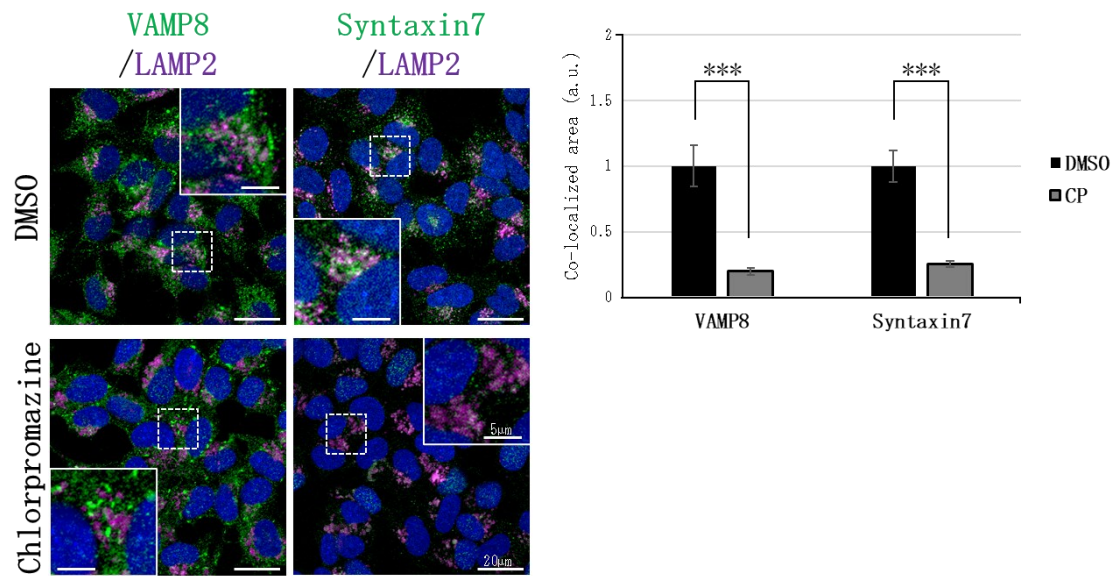 VAMP8
/LAMP2
Syntaxin7
/LAMP2
DMSO
Chlorpromazine
5μm
20μm
Co-localized area (a.u.)
2
1.5
1
0.5
0
***
***
VAMP8
Syntaxin7
DMSO
CP